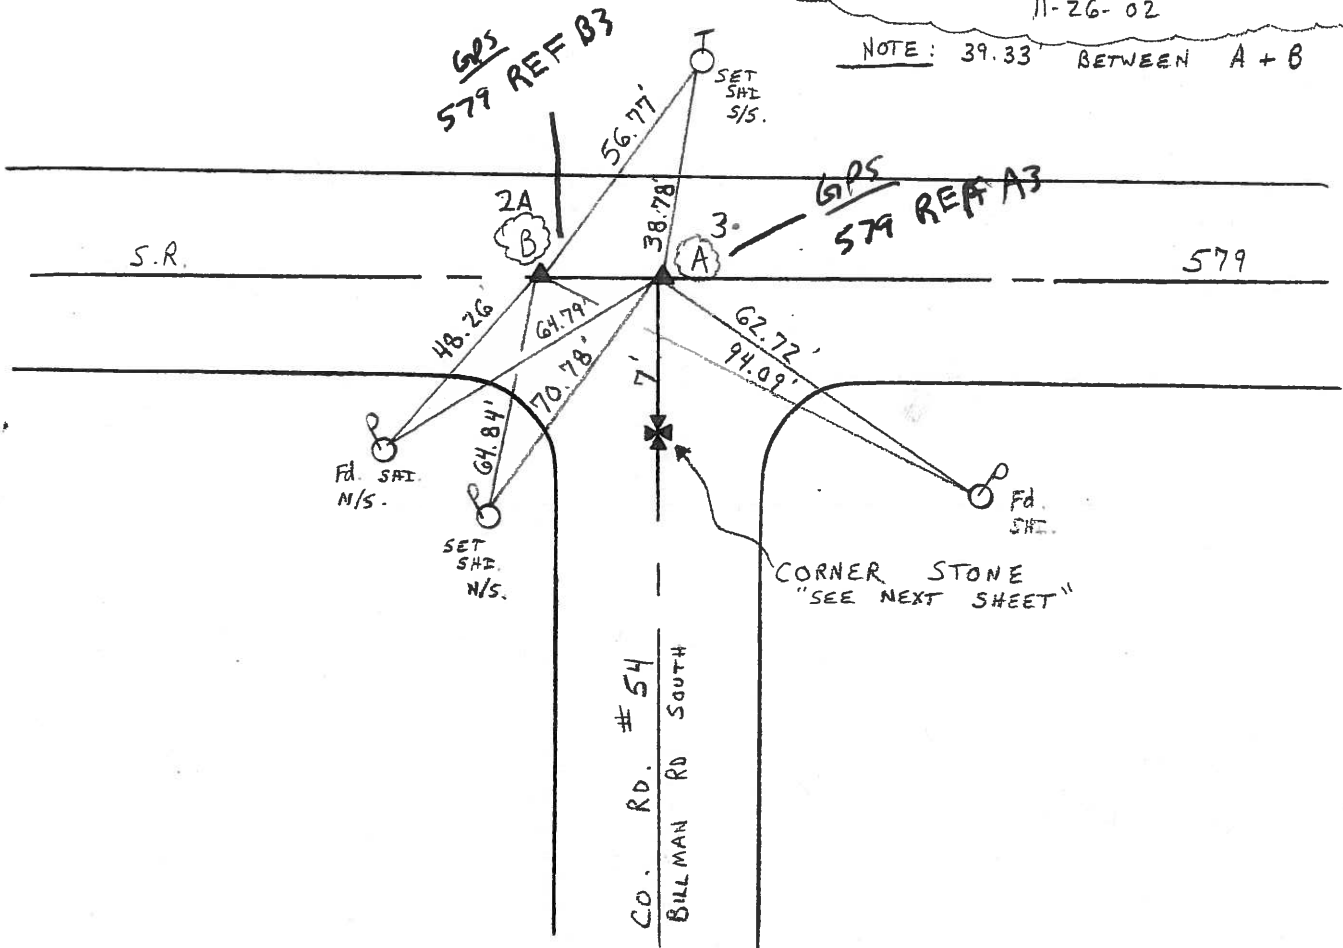 11-26-02
NOTE: 39.33' BETWEEN A + B
GPS
579 REF B3
T
SET
SHI
S/S.
56.77'
38.78'
GPS
579 REF A3
2A
B
3.
A
S.R.
579
48.26
64.79'
70.78'
64.84'
7'
62.72'
94.09'
Fd. SHI.
N/S.
SET
SHI.
N/S.
Fd.
SHI.
CORNER STONE
"SEE NEXT SHEET"
CO. RD. #54
BILLMAN RD SOUTH